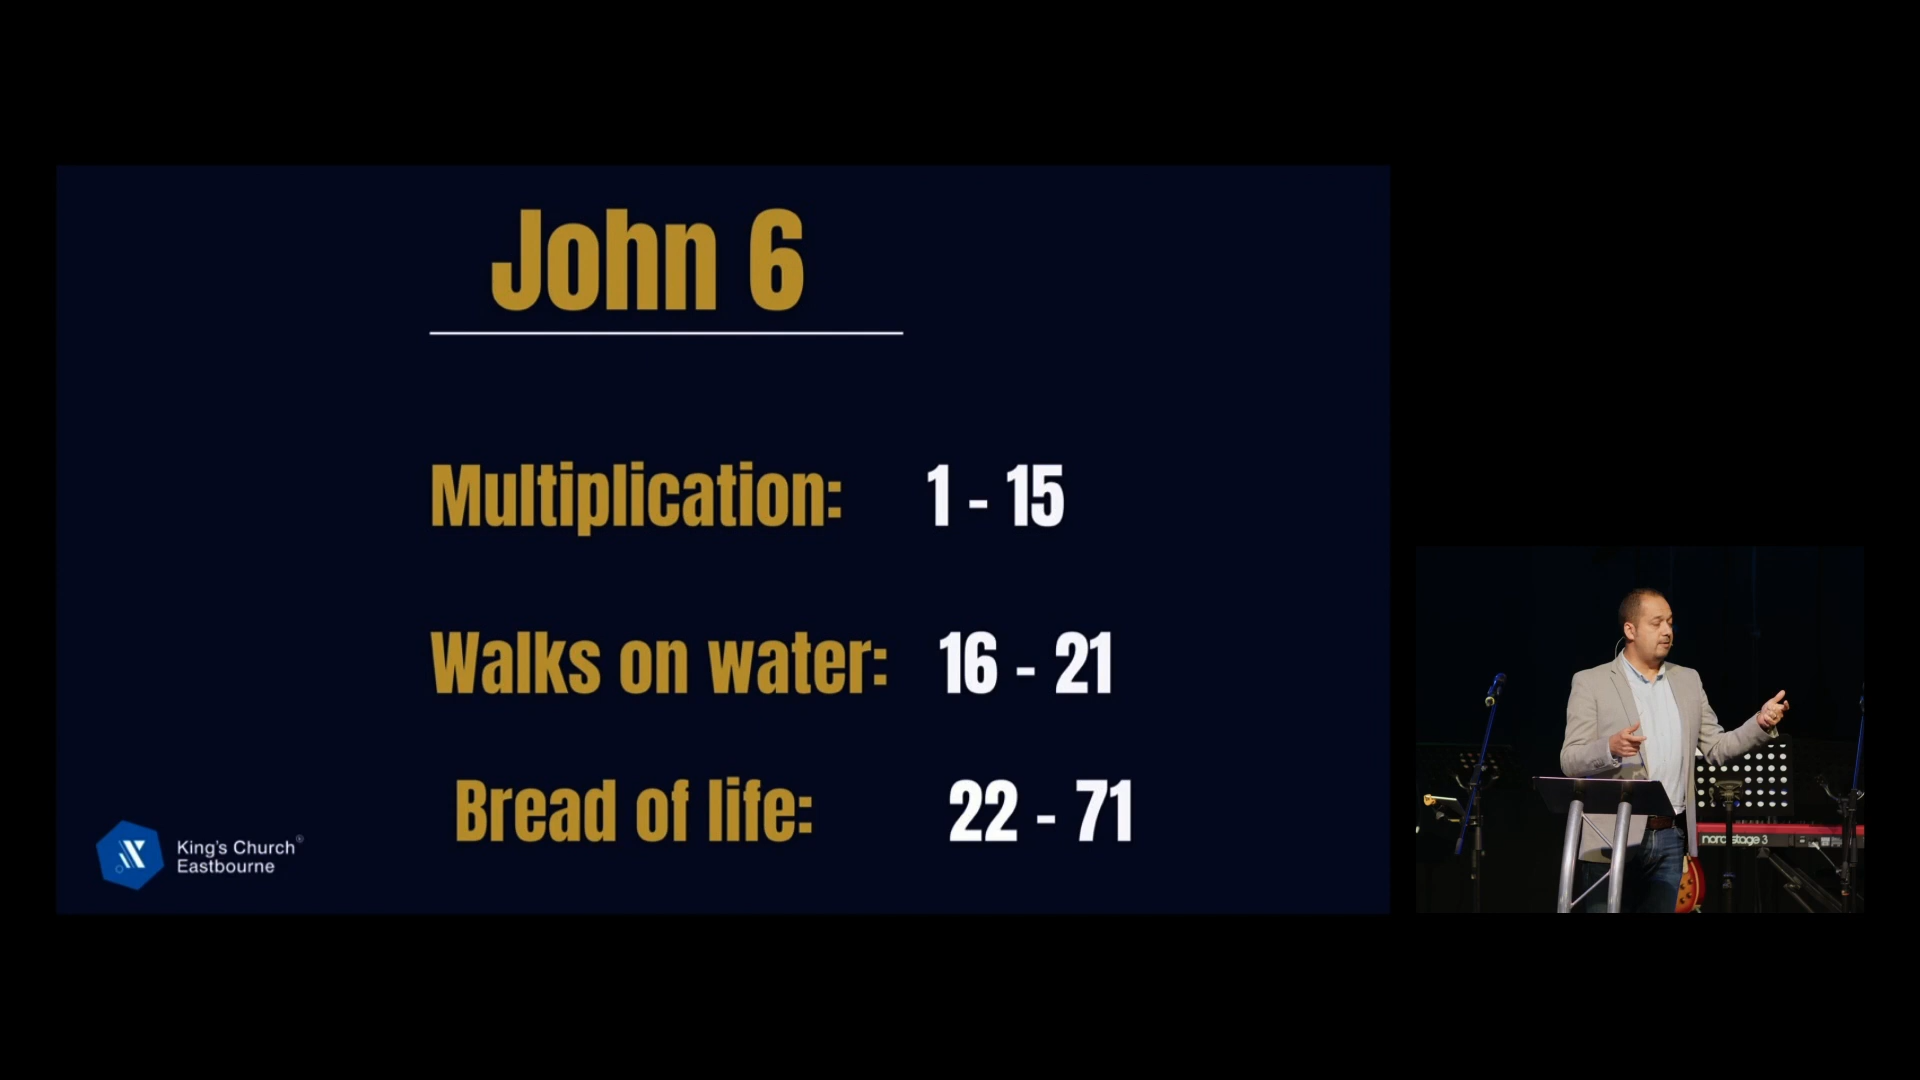 John 6
Multiplication: 1 - 15
Walks on water: 16 - 21
Bread of life: 22 - 71
King's Church®
Eastbourne
nord stage 3